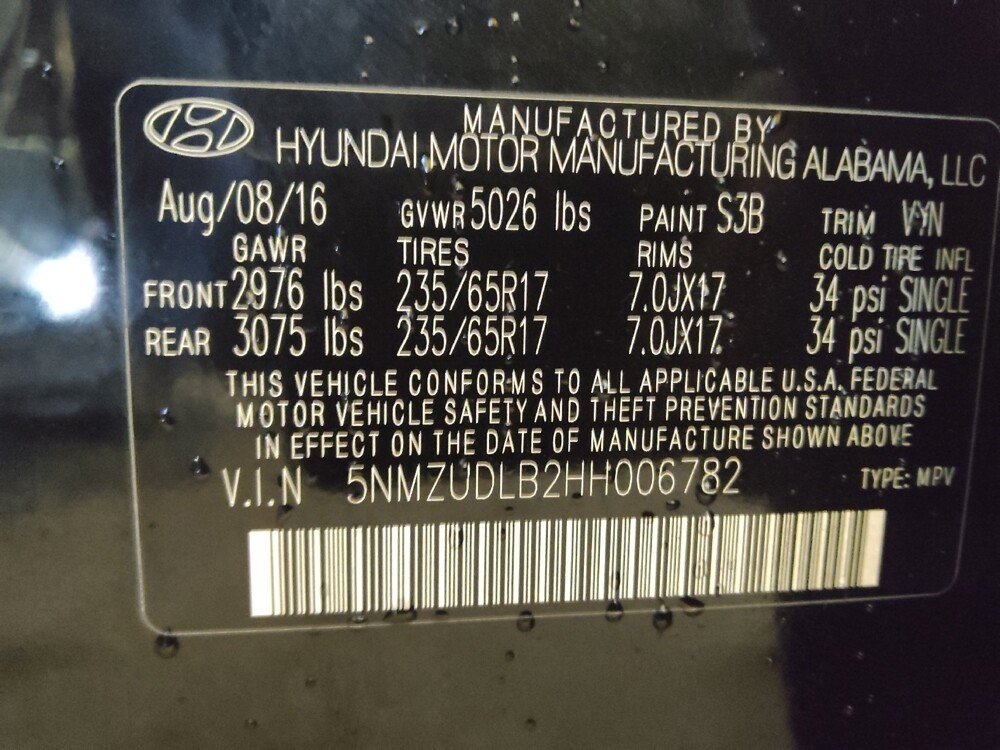 MANUFACTURED BY
HYUNDAI MOTOR MANUFACTURING ALABAMA, LLC
Aug/08/16 GVWR 5026 lbs PAINT S3B TRIM VYN
GAWR TIRES RIMS COLD TIRE INFL
FRONT 2976 lbs 235/65R17 7.0JX17 34 psi SINGLE
REAR 3075 lbs 235/65R17 7.0JX17 34 psi SINGLE
THIS VEHICLE CONFORMS TO ALL APPLICABLE U.S.A. FEDERAL
MOTOR VEHICLE SAFETY AND THEFT PREVENTION STANDARDS
IN EFFECT ON THE DATE OF MANUFACTURE SHOWN ABOVE
V.I.N 5NMZUDLB2HH006782 TYPE: MPV